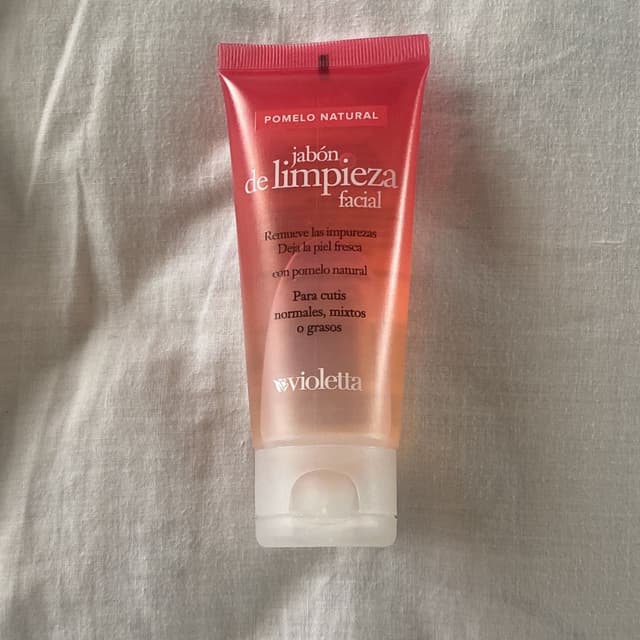 POMELO NATURAL
jabón
de limpieza
facial
Remueve las impurezas
Deja la piel fresca
con pomelo natural
Para cutis
normales, mixtos
o grasos
violetta